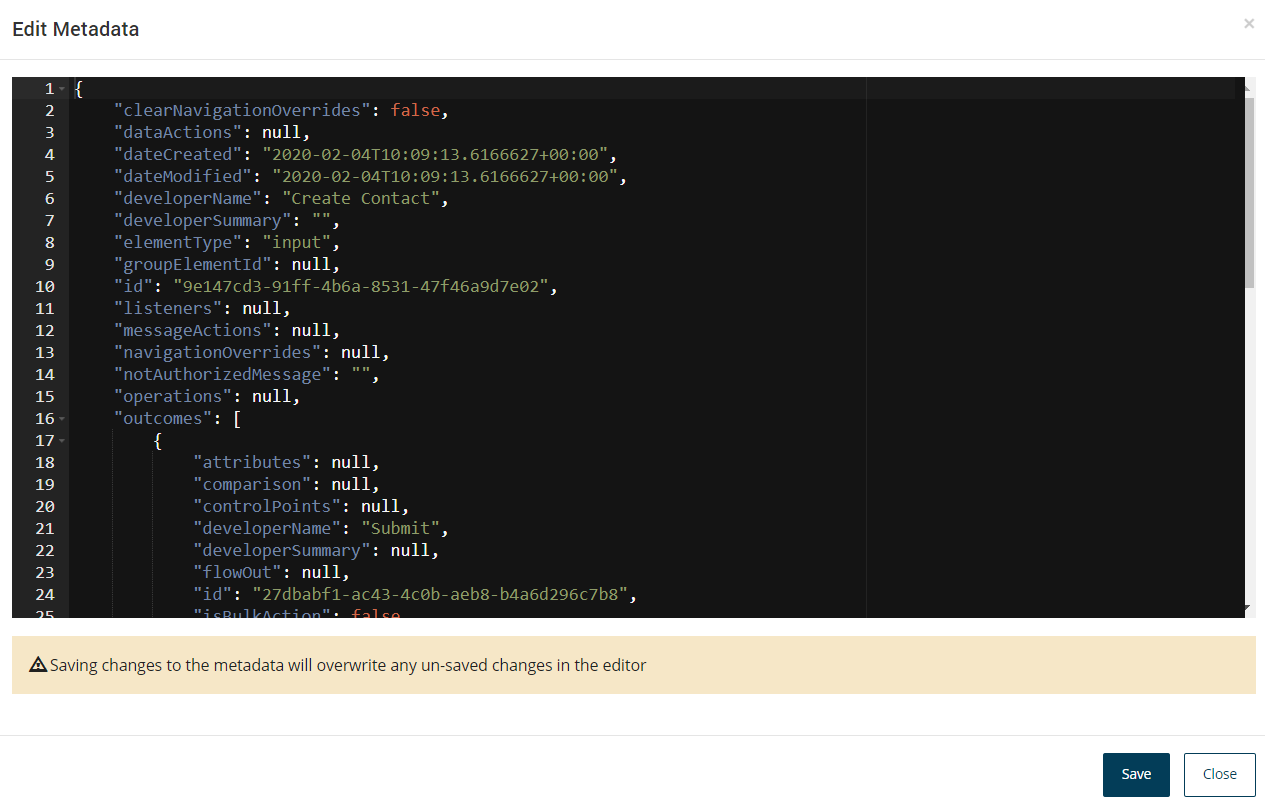 Edit Metadata
×
1 {
2 "clearNavigationOverrides": false,
3 "dataActions": null,
4 "dateCreated": "2020-02-04T10:09:13.6166627+00:00",
5 "dateModified": "2020-02-04T10:09:13.6166627+00:00",
6 "developerName": "Create Contact",
7 "developerSummary": "",
8 "elementType": "input",
9 "groupElementId": null,
10 "id": "9e147cd3-91ff-4b6a-8531-47f46a9d7e02",
11 "listeners": null,
12 "messageActions": null,
13 "navigationOverrides": null,
14 "notAuthorizedMessage": "",
15 "operations": null,
16 "outcomes": [
17 {
18 "attributes": null,
19 "comparison": null,
20 "controlPoints": null,
21 "developerName": "Submit",
22 "developerSummary": null,
23 "flowOut": null,
24 "id": "27dbabf1-ac43-4c0b-aeb8-b4a6d296c7b8",
25 "isBulkAction": false
Saving changes to the metadata will overwrite any un-saved changes in the editor
Save
Close